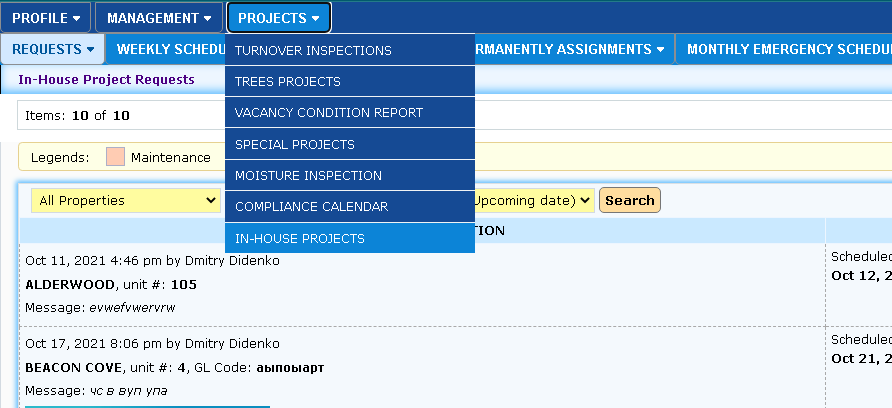 PROFILE MANAGEMENT PROJECTS
REQUESTS WEEKLY SCHEDU RMANENTLY ASSIGNMENTS MONTHLY EMERGENCY SCHEDU
TURNOVER INSPECTIONS
TREES PROJECTS
VACANCY CONDITION REPORT
SPECIAL PROJECTS
MOISTURE INSPECTION
COMPLIANCE CALENDAR
IN-HOUSE PROJECTS
In-House Project Requests
Items: 10 of 10
Legends: Maintenance
All Properties Upcoming date) Search
TION
Oct 11, 2021 4:46 pm by Dmitry Didenko
ALDERWOOD, unit #: 105
Message: evwefvwervrw
Scheduled
Oct 12, 2
Oct 17, 2021 8:06 pm by Dmitry Didenko
BEACON COVE, unit #: 4, GL Code: аыпоыарт
Message: чс в вуп упа
Scheduled
Oct 21, 2